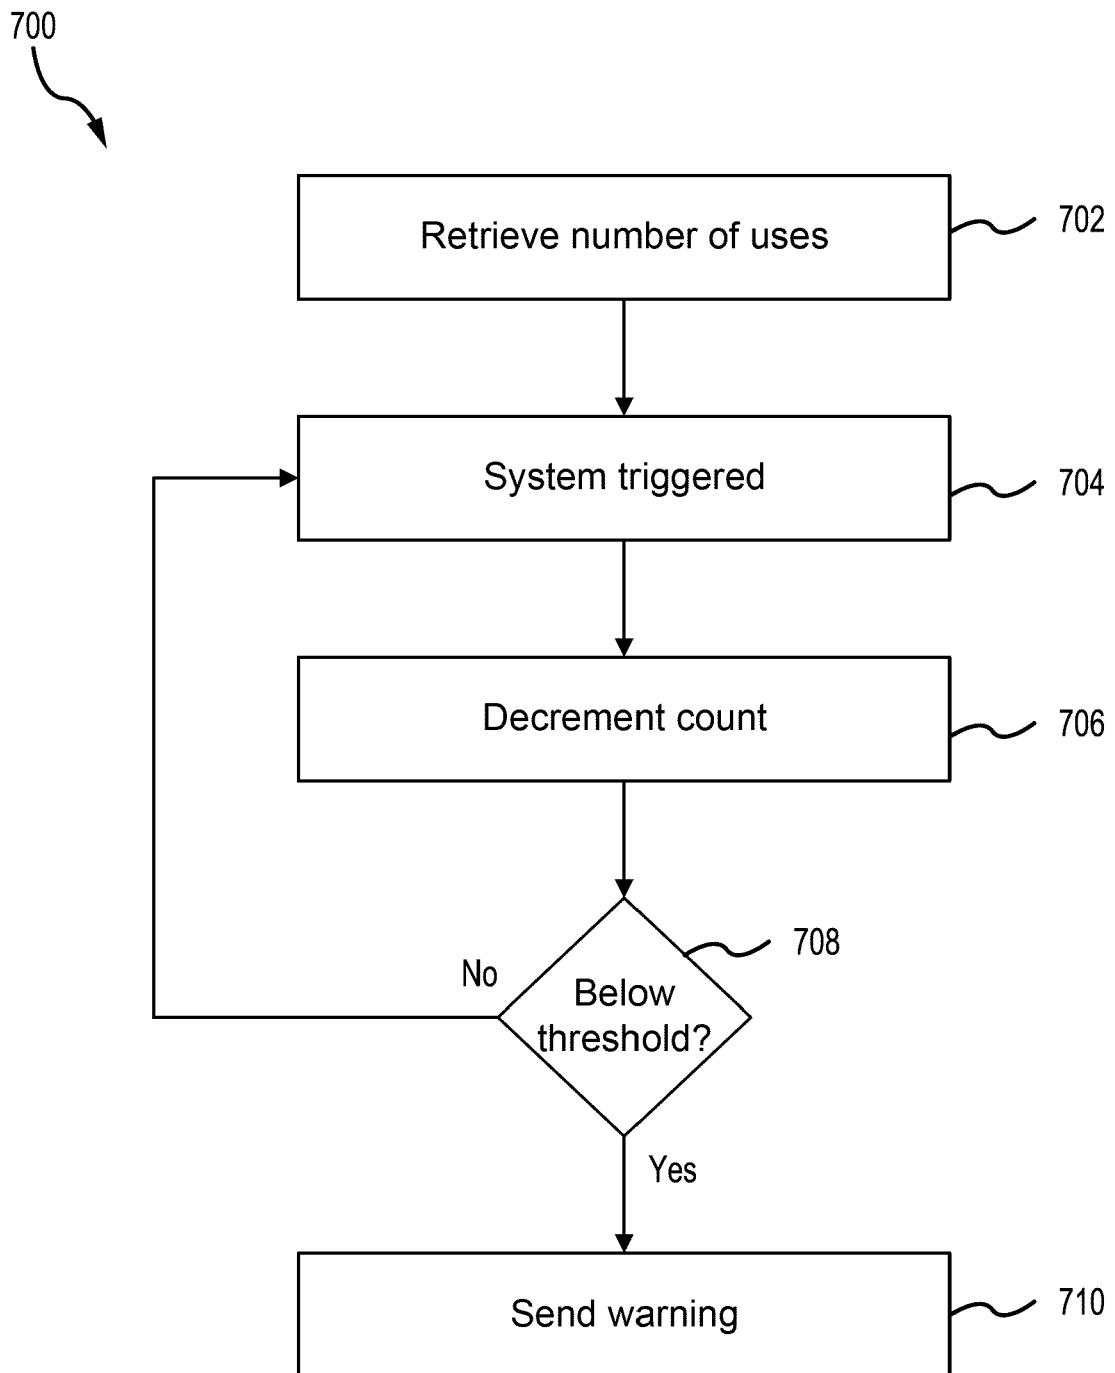 700
Retrieve number of uses
702
System triggered
704
Decrement count
706
708
No
Below
threshold?
Yes
Send warning
710